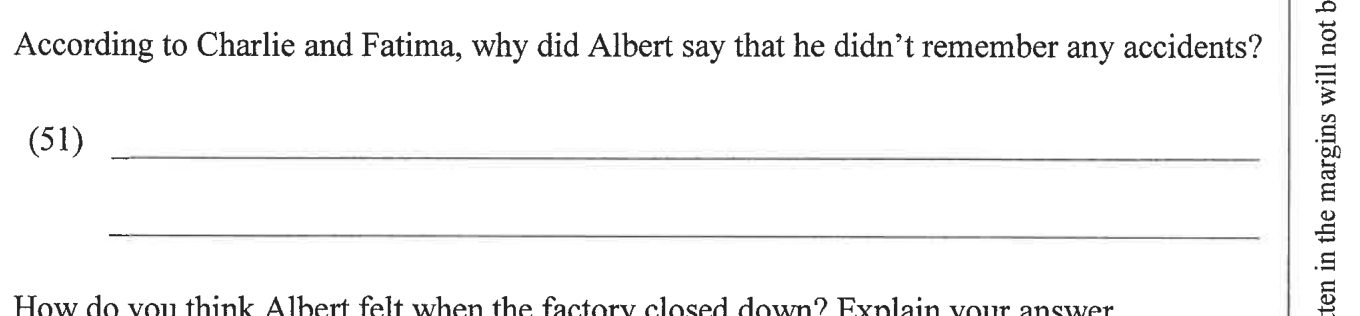 According to Charlie and Fatima, why did Albert say that he didn't remember any accidents?
(51)
How do you think Albert felt when the factory closed down? Explain your answer.
tten in the margins will not b